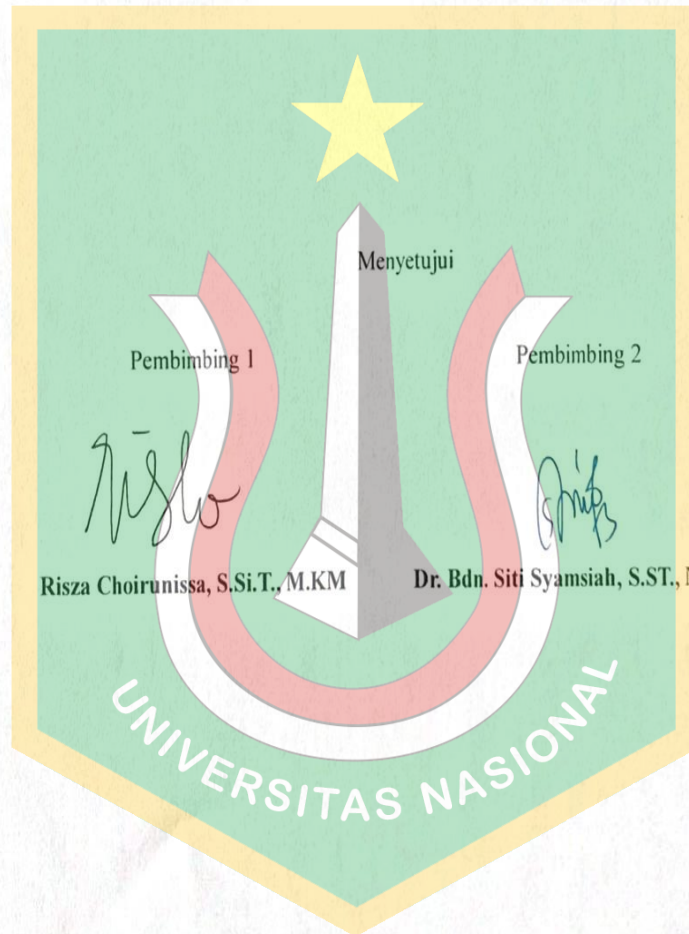 Menyetujui
Pembimbing 1 Pembimbing 2
Risza Choirunissa, S.Si.T., M.KM Dr. Bdn. Siti Syamsiah, S.ST.,
UNIVERSITAS NASIONAL